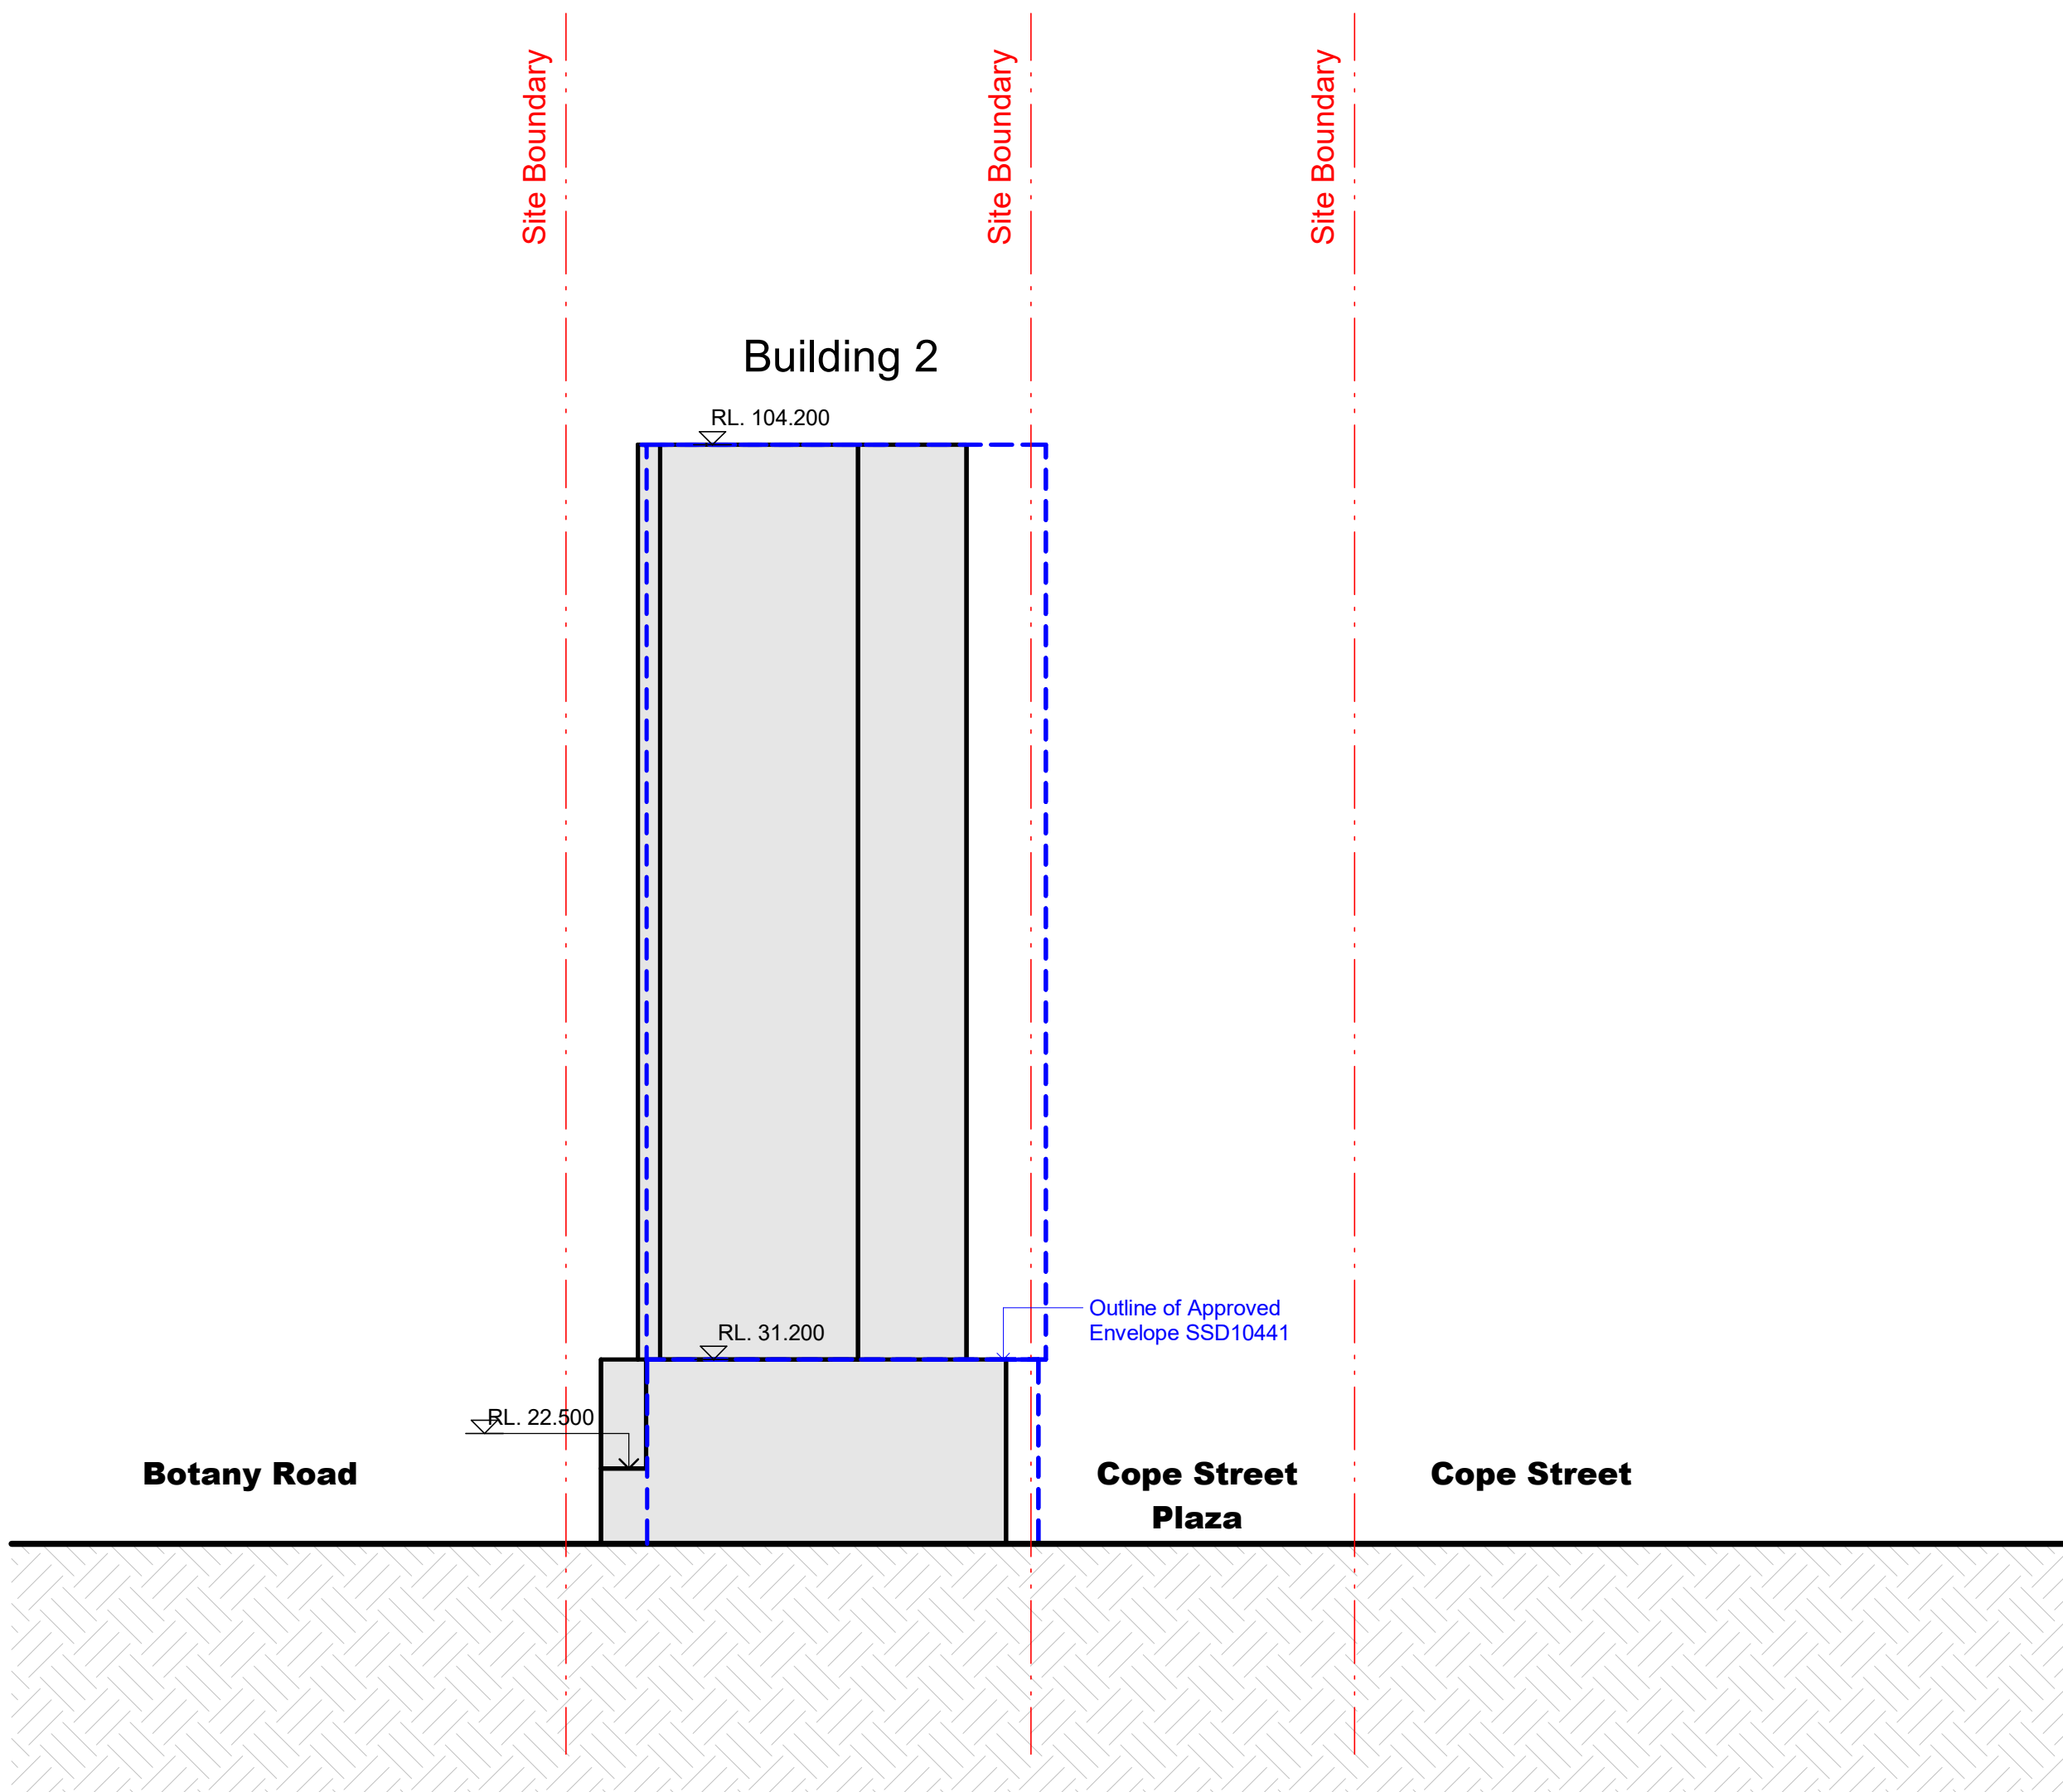 Site Boundary
Site Boundary
Site Boundary
Building 2
RL. 104.200
Outline of Approved
Envelope SSD10441
RL. 31.200
RL. 22.500
Botany Road
Cope Street
Plaza
Cope Street